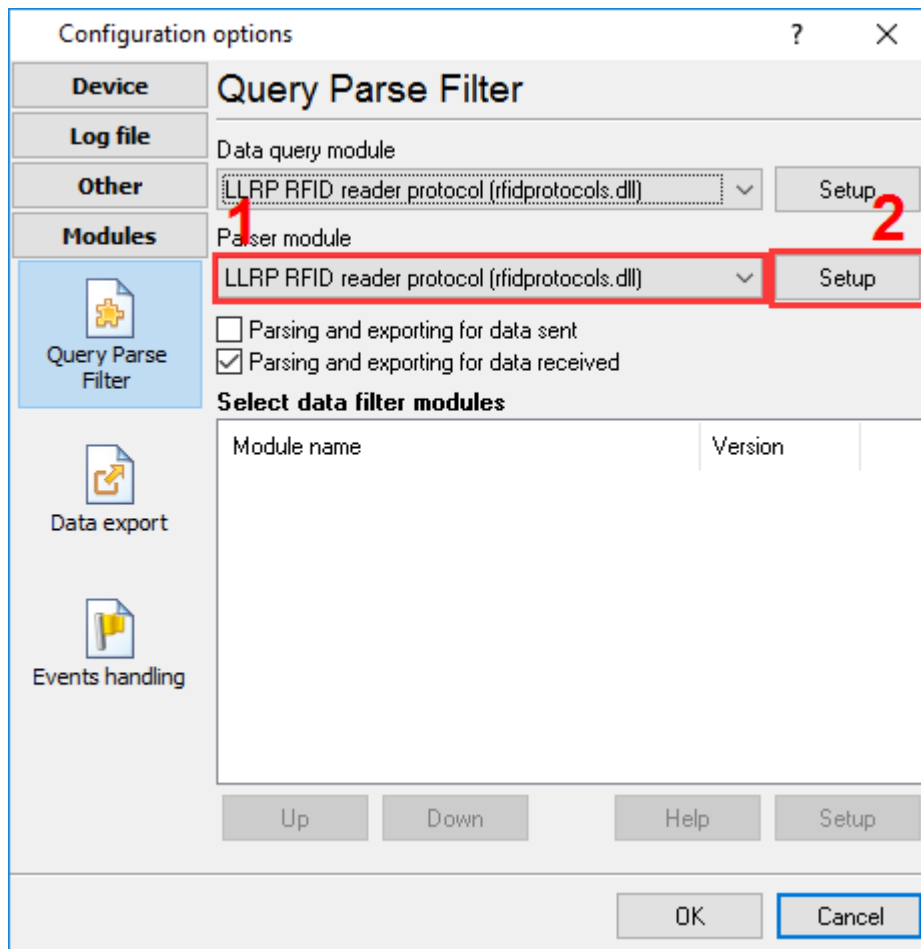 Configuration options
?
Device
Log file
Other
Modules
Query Parse
Filter
Data export
Events handling
Query Parse Filter
Data query module
LLRP RFID reader protocol (rfidprotocols.dll)
Setup
1
2
Parser module
LLRP RFID reader protocol (rfidprotocols.dll)
Setup
Parsing and exporting for data sent
Parsing and exporting for data received
Select data filter modules
Module name
Version
Up
Down
Help
Setup
OK
Cancel